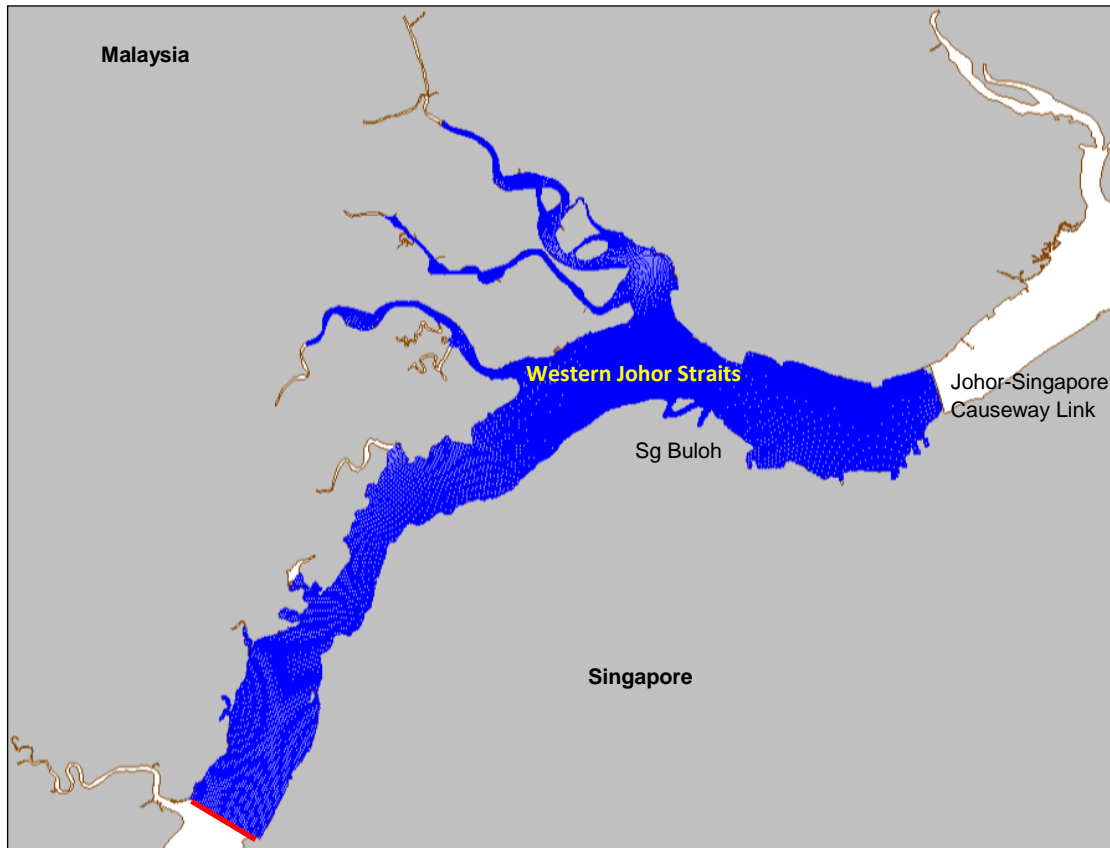 Malaysia
Western Johor Straits
Johor-Singapore
Causeway Link
Sg Buloh
Singapore